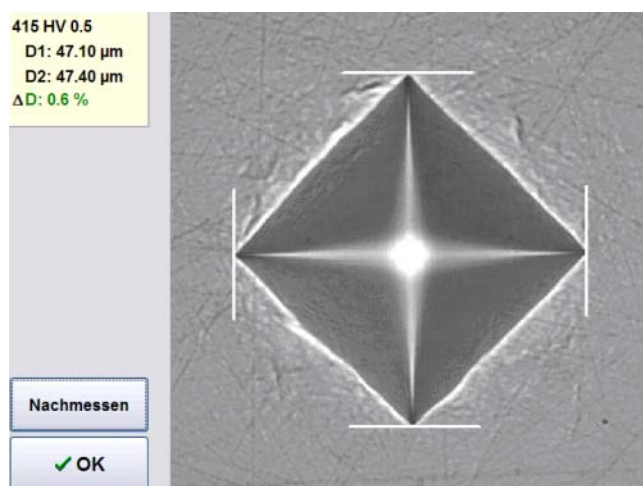 415 HV 0.5
D1: 47.10 µm
D2: 47.40 µm
ΔD: 0.6 %
Nachmessen
✓ OK